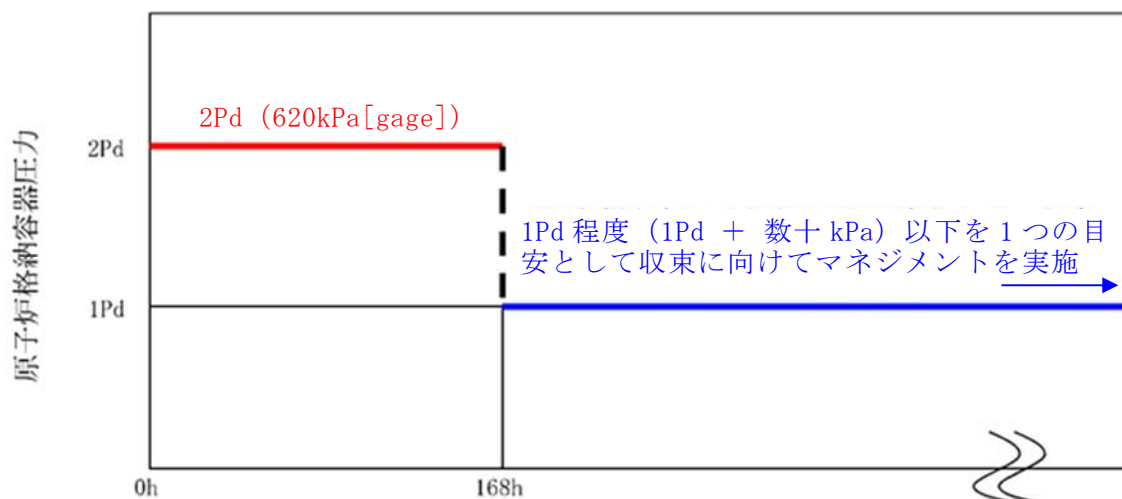 2Pd (620kPa[gage])
2Pd
1Pd 程度 (1Pd + 数十 kPa) 以下を 1 つの目
安として収束に向けてマネジメントを実施
1Pd
原子炉格納容器圧力
0h
168h